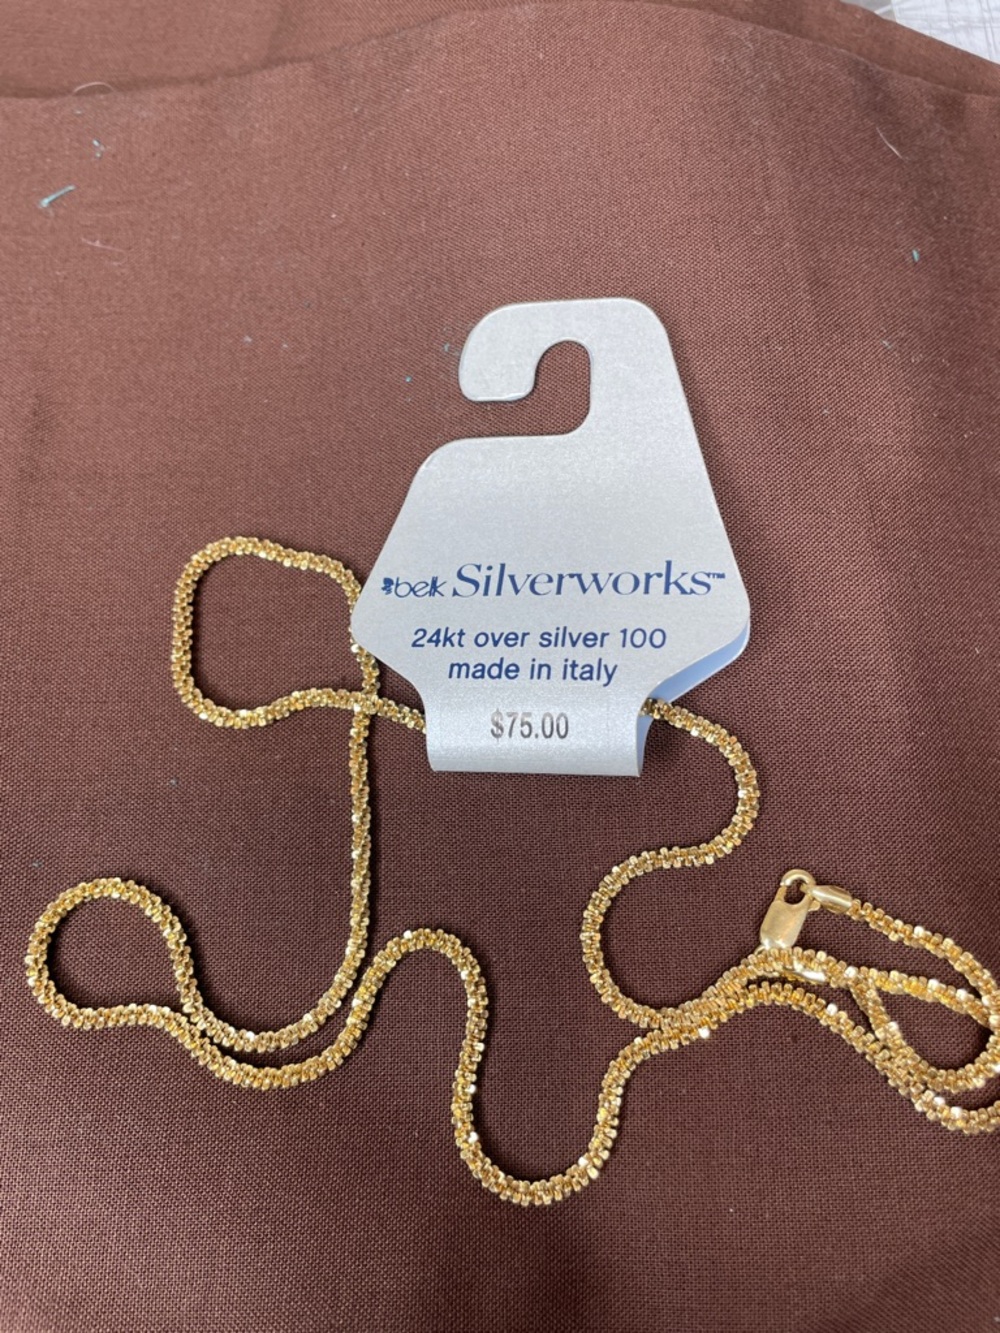 belk Silverworks™
24kt over silver 100
made in italy
$75.00